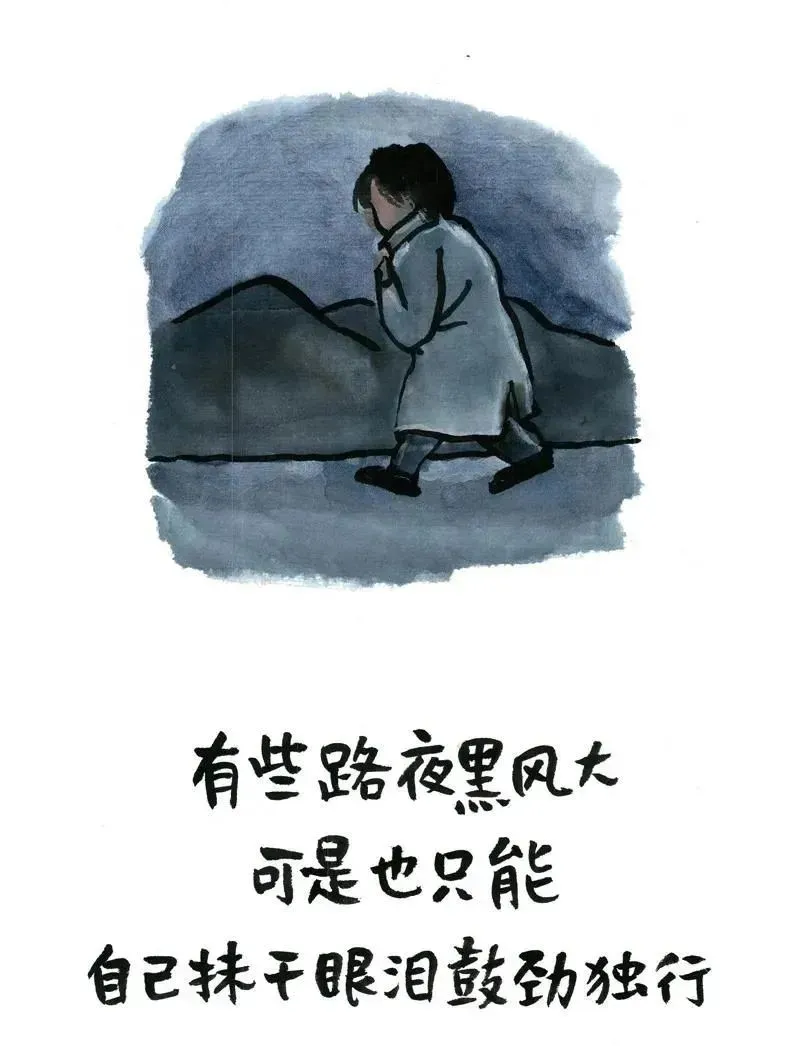 有些路夜黑风大
可是也只能
自己抹干眼泪鼓劲独行